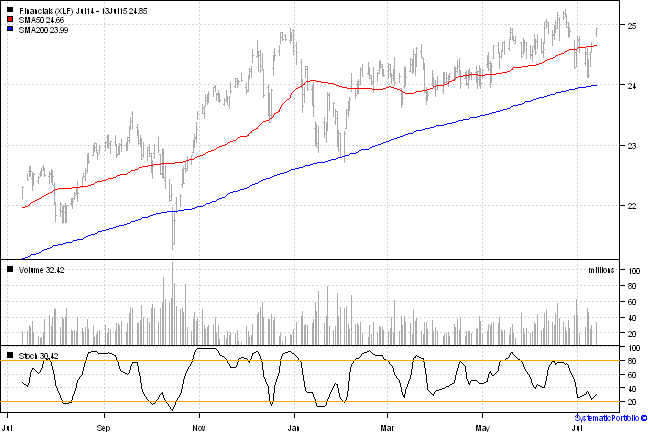 Financials (XLF) Jul14 - 13Jul15 24.85
SMA50 24.66
SMA200 23.99
25
24
23
22
Volume 32.42
millions
100
80
60
40
20
Stoch 30.42
100
80
60
40
20
Jul Sep Nov Jan Mar May Jul
SystematicPortfolio ©